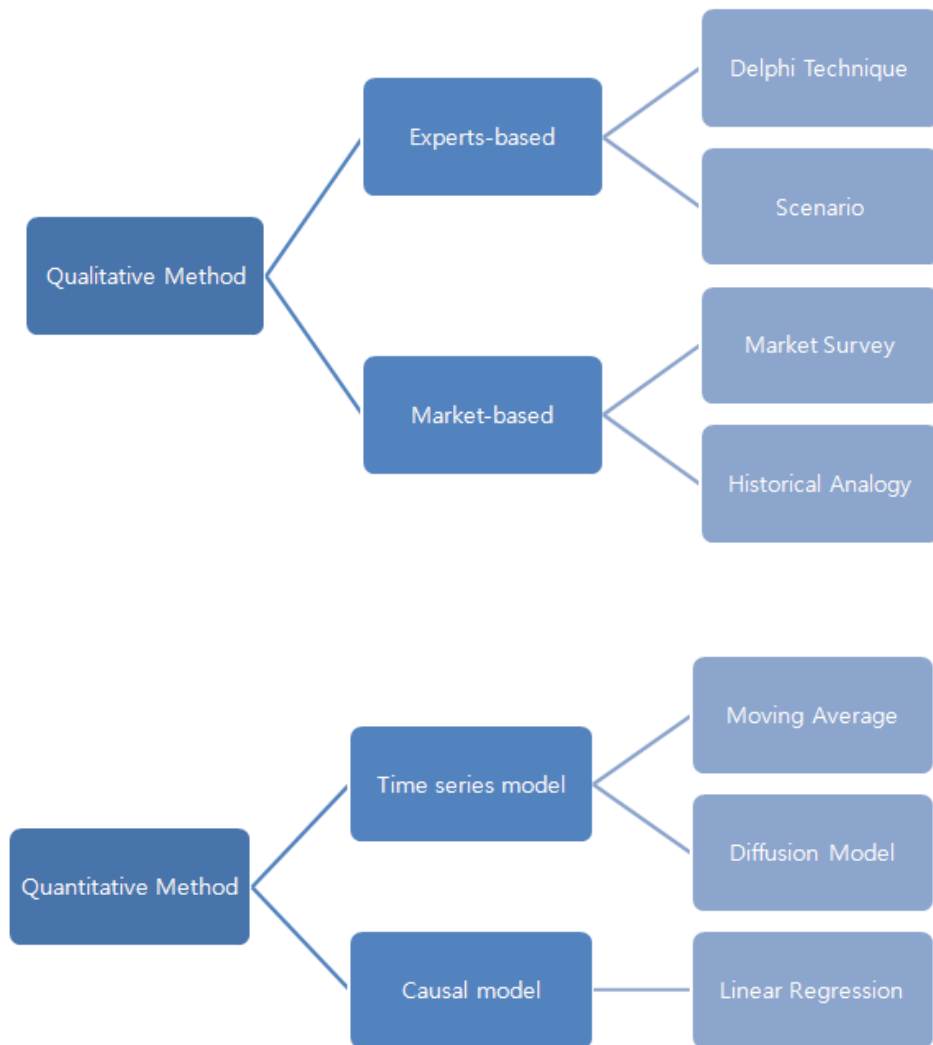 Delphi Technique
Experts-based
Scenario
Qualitative Method
Market Survey
Market-based
Historical Analogy
Moving Average
Time series model
Diffusion Model
Quantitative Method
Causal model
Linear Regression